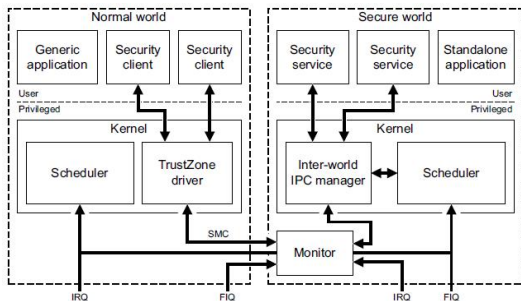 Normal world
Secure world
Generic
application
Security
client
Security
client
Security
service
Security
service
Standalone
application
User
User
Privileged
Privileged
Kernel
Kernel
Scheduler
TrustZone
driver
Inter-world
IPC manager
Scheduler
SMC
Monitor
IRQ
FIQ
IRQ
FIQ